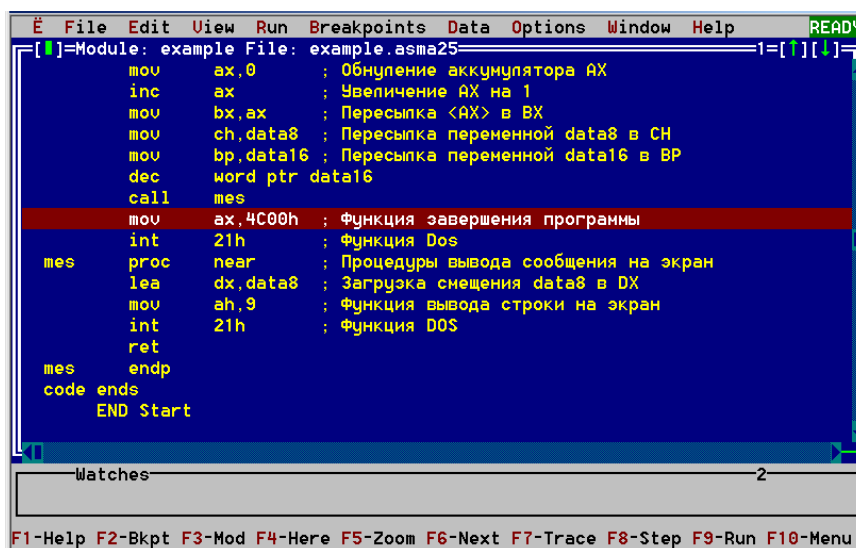 Ё File Edit View Run Breakpoints Data Options Window Help READY
[▮]=Module: example File: example.asma25 1=[↑][↓]
mov ax,0 ; Обнуление аккумулятора AX
inc ax ; Увеличение AX на 1
mov bx,ax ; Пересылка <AX> в BX
mov ch,data8 ; Пересылка переменной data8 в CH
mov bp,data16 ; Пересылка переменной data16 в BP
dec word ptr data16
call mes
mov ax,4C00h ; Функция завершения программы
int 21h ; Функция Dos
mes proc near ; Процедуры вывода сообщения на экран
lea dx,data8 ; Загрузка смещения data8 в DX
mov ah,9 ; Функция вывода строки на экран
int 21h ; Функция DOS
ret
mes endp
code ends
END Start
Watches 2
F1-Help F2-Bkpt F3-Mod F4-Here F5-Zoom F6-Next F7-Trace F8-Step F9-Run F10-Menu